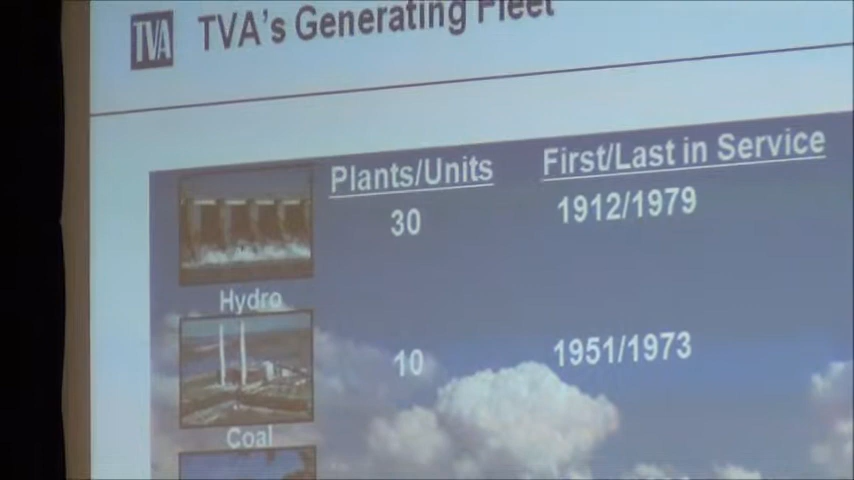 TVA
TVA's Generating Fleet
Plants/Units First/Last in Service
30 1912/1979
Hydro
10 1951/1973
Coal